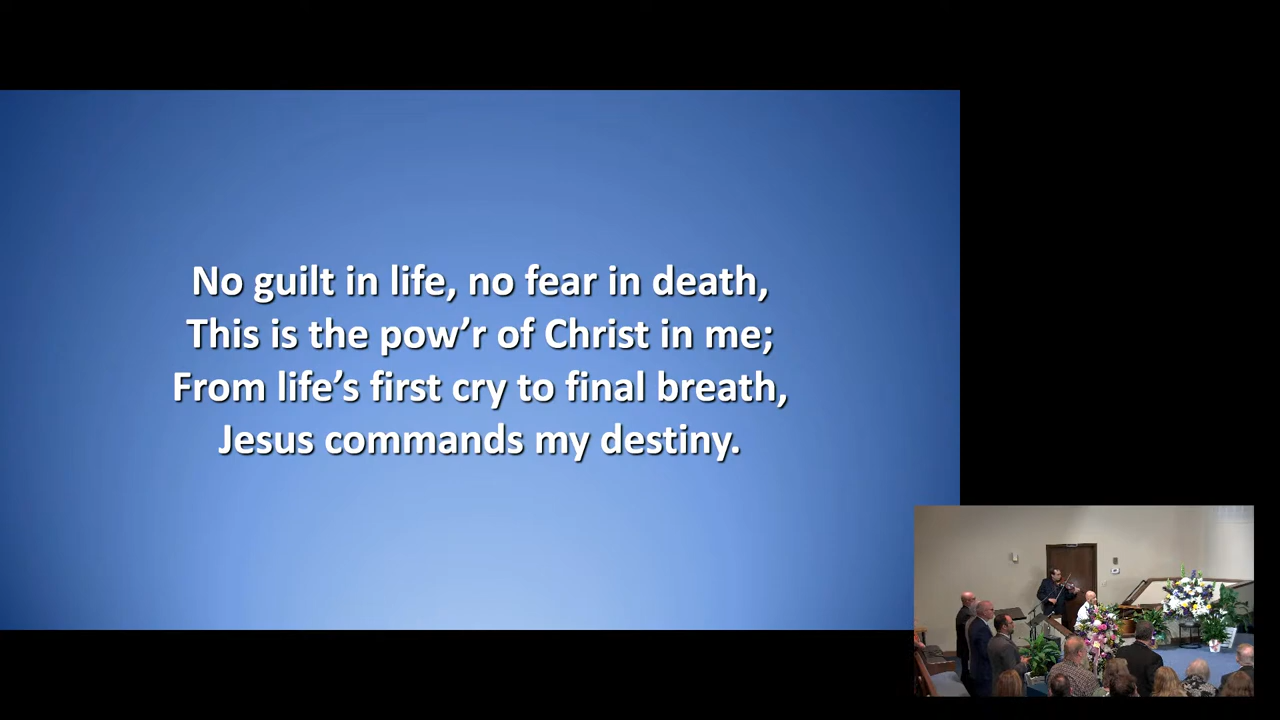 No guilt in life, no fear in death,
This is the pow’r of Christ in me;
From life’s first cry to final breath,
Jesus commands my destiny.